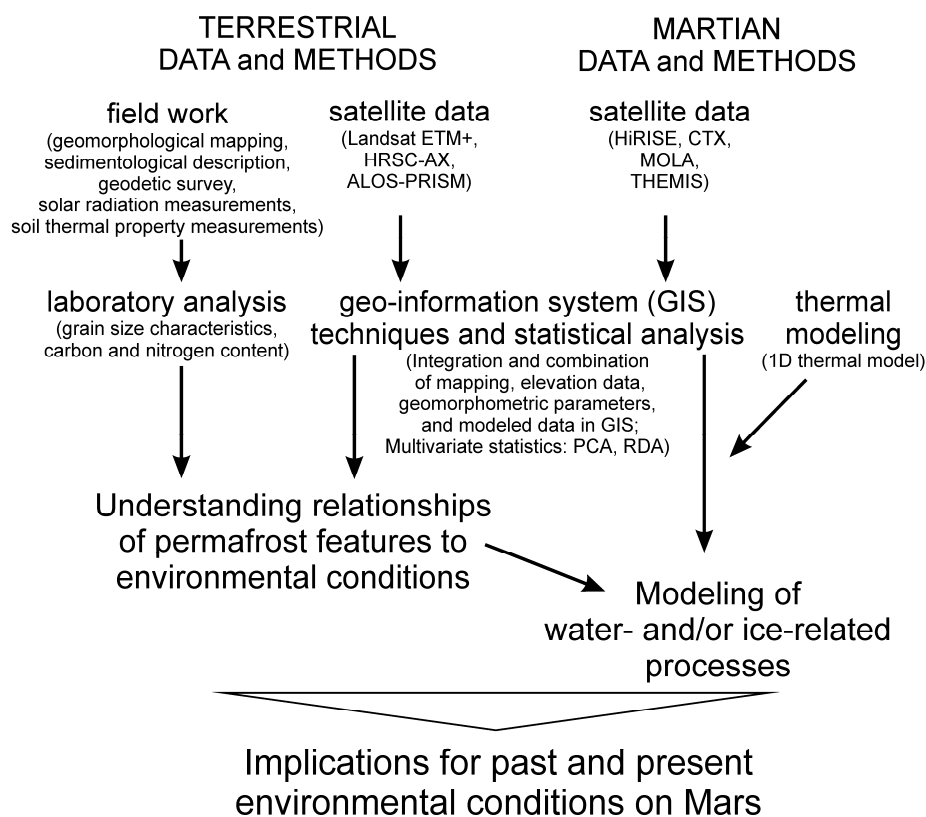 TERRESTRIAL
DATA and METHODS
MARTIAN
DATA and METHODS
field work
(geomorphological mapping,
sedimentological description,
geodetic survey,
solar radiation measurements,
soil thermal property measurements)
satellite data
(Landsat ETM+,
HRSC-AX,
ALOS-PRISM)
satellite data
(HiRISE, CTX,
MOLA,
THEMIS)
laboratory analysis
(grain size characteristics,
carbon and nitrogen content)
geo-information system (GIS)
techniques and statistical analysis
(Integration and combination
of mapping, elevation data,
geomorphometric parameters,
and modeled data in GIS;
Multivariate statistics: PCA, RDA)
thermal
modeling
(1D thermal model)
Understanding relationships
of permafrost features to
environmental conditions
Modeling of
water- and/or ice-related
processes
Implications for past and present
environmental conditions on Mars